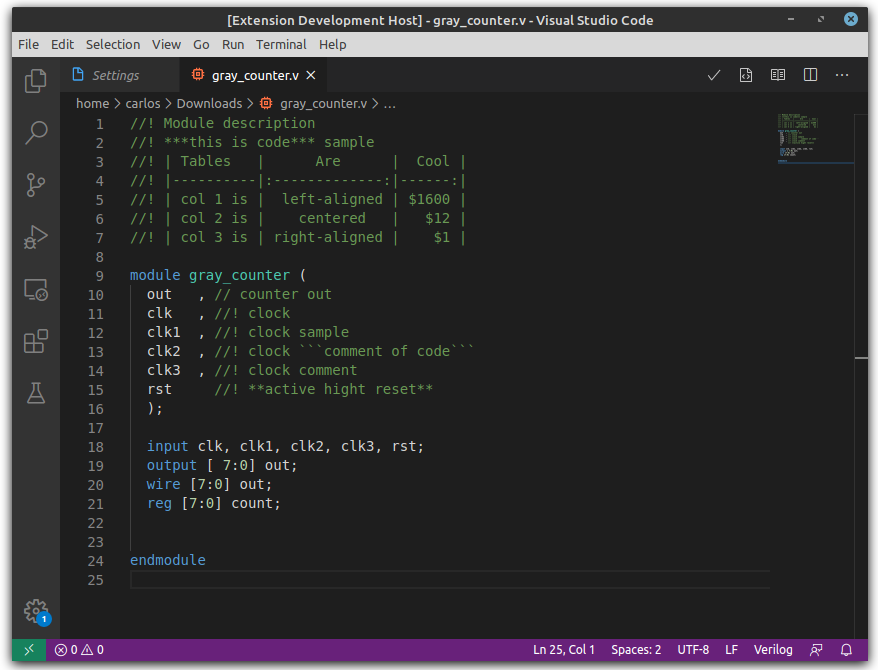 [Extension Development Host] - gray_counter.v - Visual Studio Code
File Edit Selection View Go Run Terminal Help
Settings gray_counter.v
home > carlos > Downloads > gray_counter.v > ...
1 //! Module description
2 //! ***this is code*** sample
3 //! | Tables   |      Are      |  Cool |
4 //! |----------|:-------------:|------:|
5 //! | col 1 is |  left-aligned | $1600 |
6 //! | col 2 is |    centered   |   $12 |
7 //! | col 3 is | right-aligned |    $1 |
8
9 module gray_counter (
10   out   , // counter out
11   clk   , //! clock
12   clk1  , //! clock sample
13   clk2  , //! clock ```comment of code```
14   clk3  , //! clock comment
15   rst     //! **active hight reset**
16   );
17
18   input clk, clk1, clk2, clk3, rst;
19   output [ 7:0] out;
20   wire [7:0] out;
21   reg [7:0] count;
22
23
24 endmodule
25
1
0 0 Ln 25, Col 1 Spaces: 2 UTF-8 LF Verilog